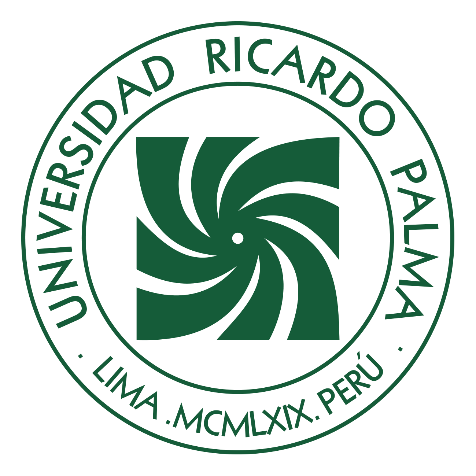 UNIVERSIDAD RICARDO PALMA
. LIMA .MCMLXIX. PERÚ .